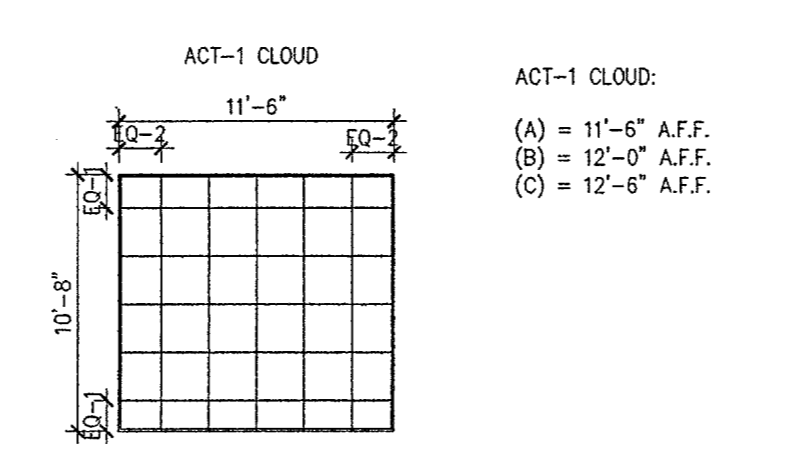 ACT-1 CLOUD
11'-6"
EQ-2
EQ-2
EQ-1
10'-8"
EQ-1
ACT-1 CLOUD:
(A) = 11'-6" A.F.F.
(B) = 12'-0" A.F.F.
(C) = 12'-6" A.F.F.